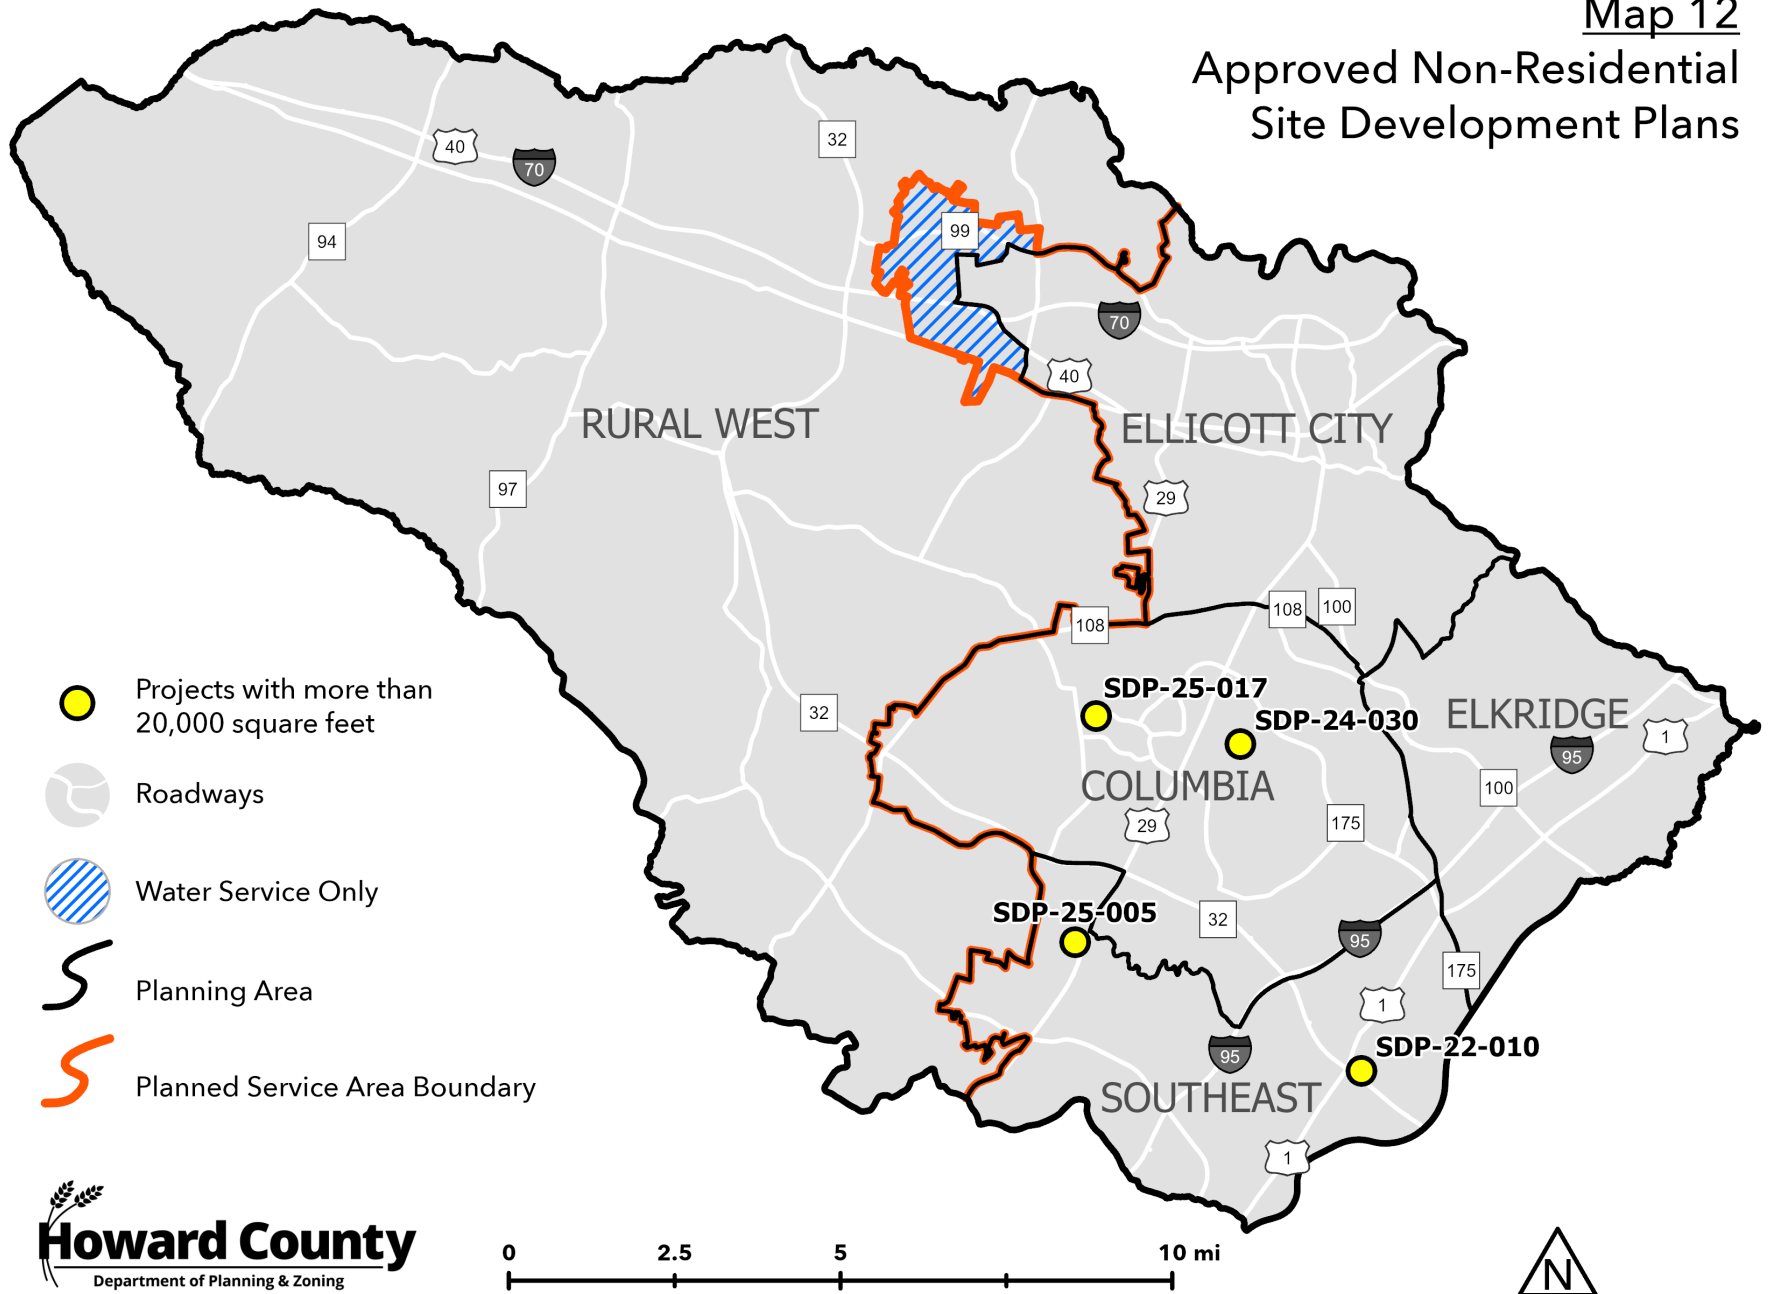 Map 12
Approved Non-Residential
Site Development Plans
32
40
70
94
99
70
40
RURAL WEST
ELLICOTT CITY
97
29
108
108
100
SDP-25-017
SDP-24-030
32
ELKRIDGE
1
95
100
COLUMBIA
29
175
SDP-25-005
32
95
175
1
SDP-22-010
95
SOUTHEAST
1
Projects with more than
20,000 square feet
Roadways
Water Service Only
Planning Area
Planned Service Area Boundary
Howard County
Department of Planning & Zoning
0 2.5 5 10 mi
N